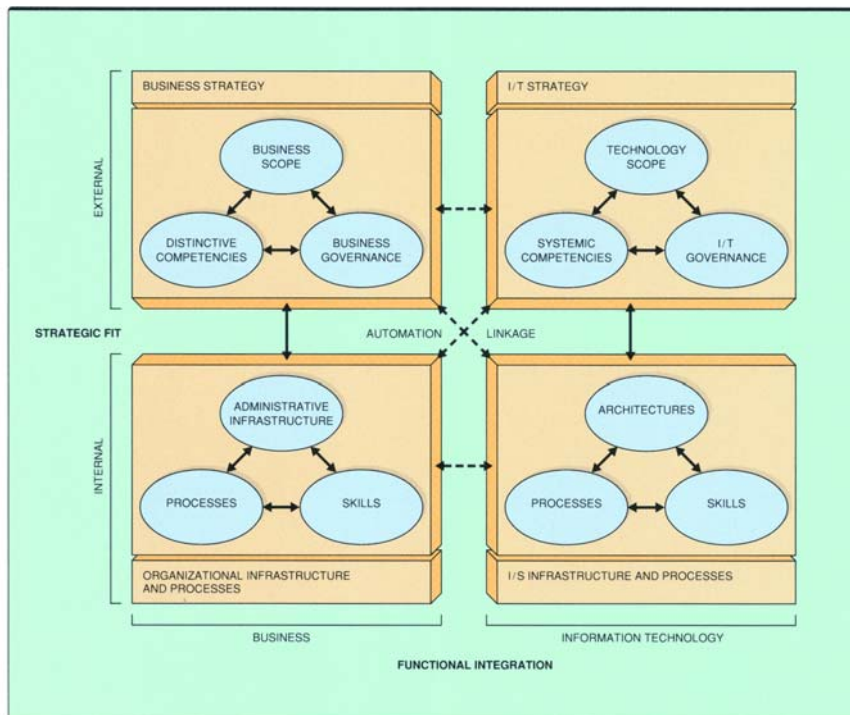 BUSINESS STRATEGY
I/T STRATEGY
EXTERNAL
BUSINESS
SCOPE
DISTINCTIVE
COMPETENCIES
BUSINESS
GOVERNANCE
TECHNOLOGY
SCOPE
SYSTEMIC
COMPETENCIES
I/T
GOVERNANCE
STRATEGIC FIT
AUTOMATION
LINKAGE
INTERNAL
ADMINISTRATIVE
INFRASTRUCTURE
PROCESSES
SKILLS
ARCHITECTURES
PROCESSES
SKILLS
ORGANIZATIONAL INFRASTRUCTURE
AND PROCESSES
I/S INFRASTRUCTURE AND PROCESSES
BUSINESS
INFORMATION TECHNOLOGY
FUNCTIONAL INTEGRATION